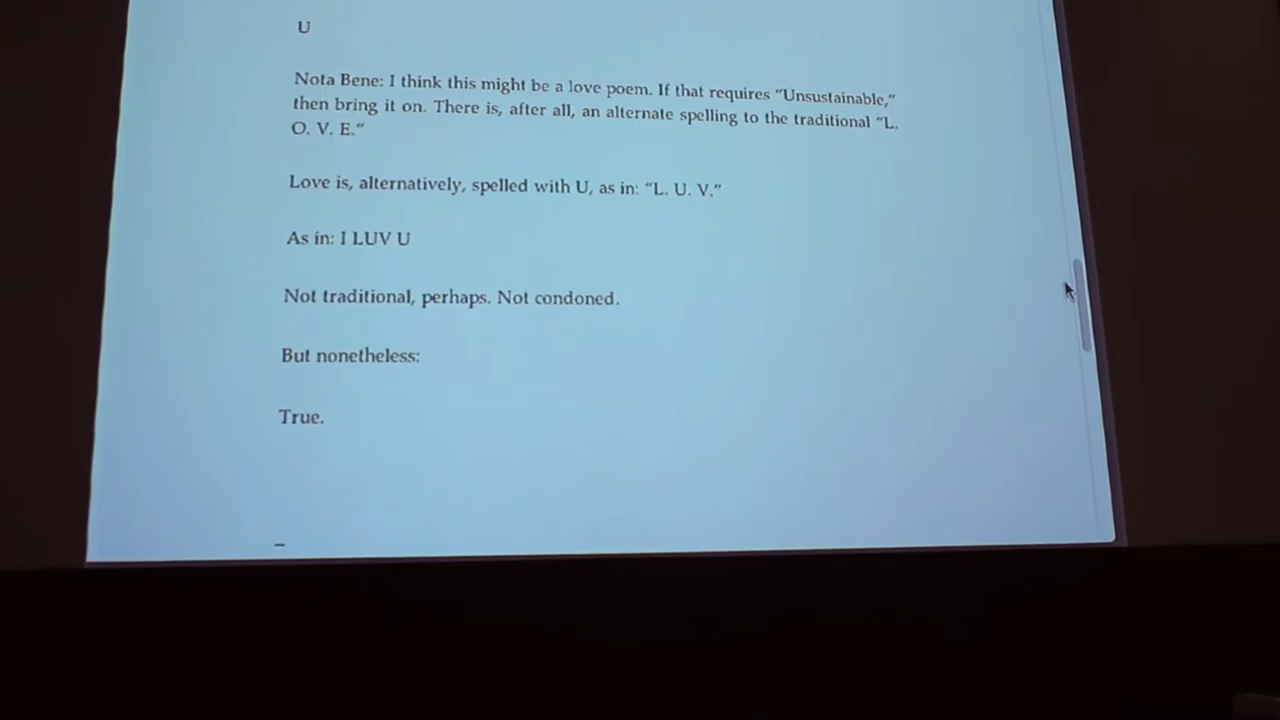 U
Nota Bene: I think this might be a love poem. If that requires “Unsustainable,”
then bring it on. There is, after all, an alternate spelling to the traditional “L.
O. V. E.”
Love is, alternatively, spelled with U, as in: “L. U. V.”
As in: I LUV U
Not traditional, perhaps. Not condoned.
But nonetheless:
True.